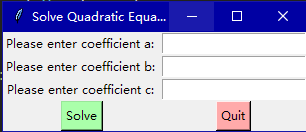 Solve Quadratic Equa...
Please enter coefficient a:
Please enter coefficient b:
Please enter coefficient c:
Solve Quit